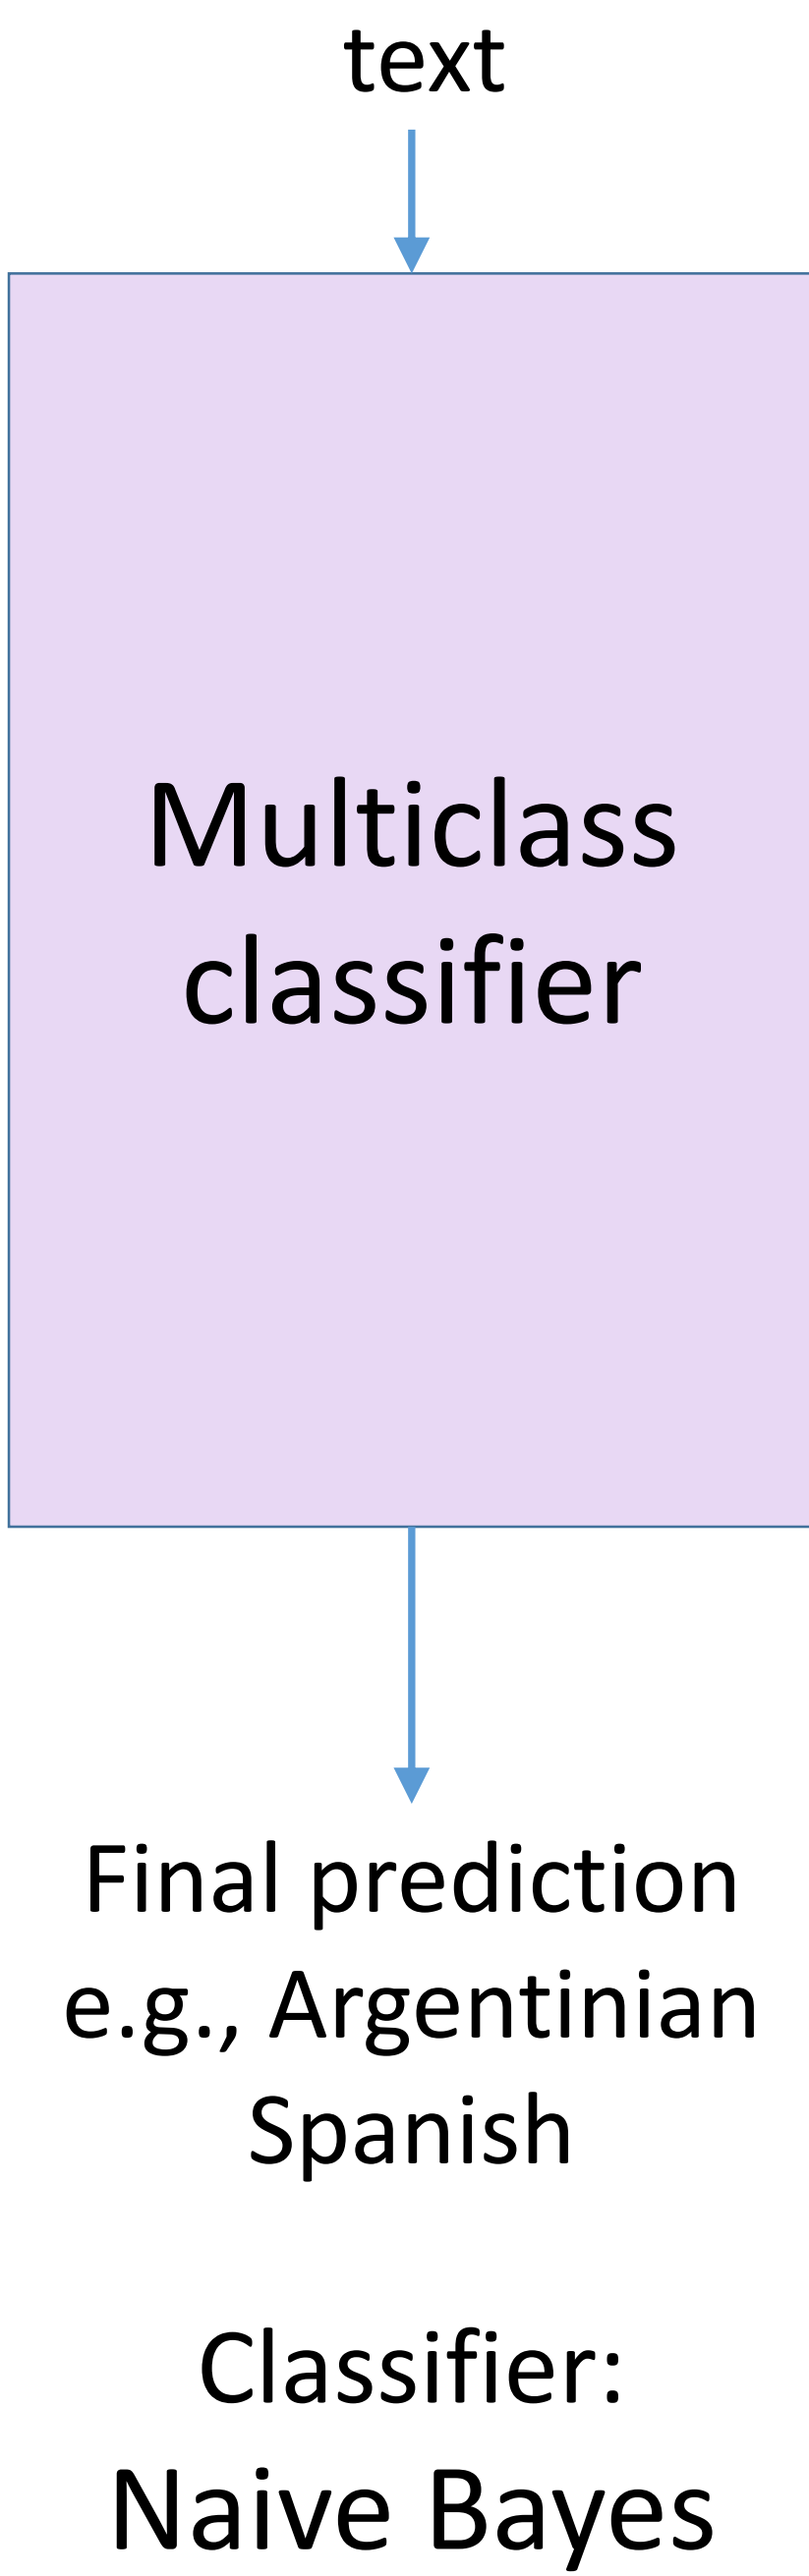 text
Multiclass
classifier
Final prediction
e.g., Argentinian
Spanish
Classifier:
Naive Bayes